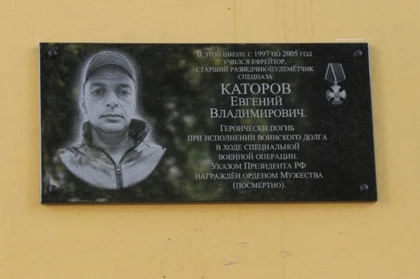 В ЭТОЙ ШКОЛЕ С 1997 ПО 2005 ГОД
УЧИЛСЯ ЕФРЕЙТОР,
СТАРШИЙ РАЗВЕДЧИК-ПУЛЕМЁТЧИК
СПЕЦНАЗА
КАТОРОВ
ЕВГЕНИЙ
ВЛАДИМИРОВИЧ.
ГЕРОИЧЕСКИ ПОГИБ
ПРИ ИСПОЛНЕНИИ ВОИНСКОГО ДОЛГА
В ХОДЕ СПЕЦИАЛЬНОЙ
ВОЕННОЙ ОПЕРАЦИИ.
УКАЗОМ ПРЕЗИДЕНТА РФ
НАГРАЖДЁН ОРДЕНОМ МУЖЕСТВА
(ПОСМЕРТНО).